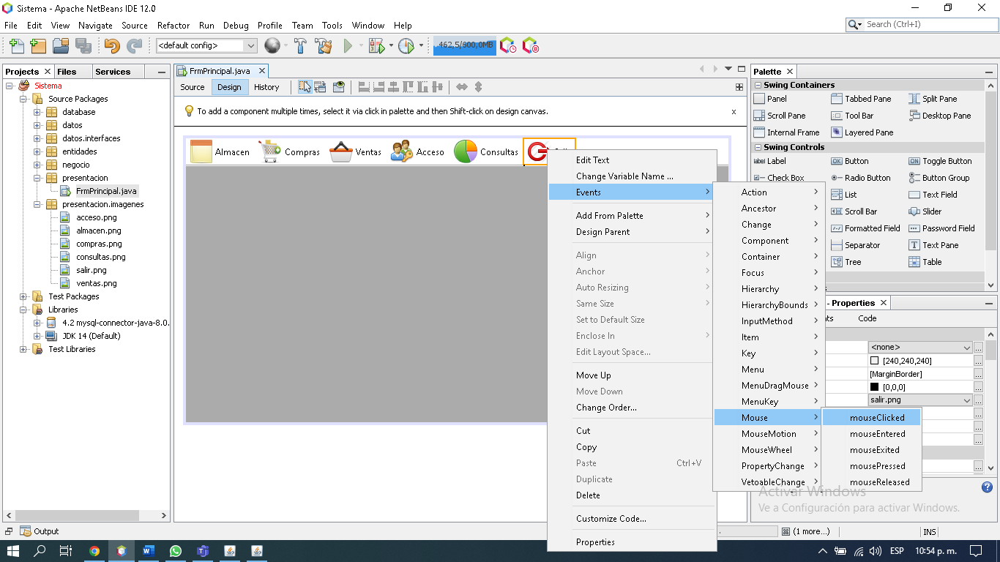 Sistema - Apache NetBeans IDE 12.0
File Edit View Navigate Source Refactor Run Debug Profile Team Tools Window Help
Search (Ctrl+I)
<default config>
462,5/600,0MB
Projects Files Services
Sistema
Source Packages
database
datos
datos.interfaces
entidades
negocio
presentacion
FrmPrincipal.java
presentacion.imagenes
acceso.png
almacen.png
compras.png
consultas.png
salir.png
ventas.png
Test Packages
Libraries
4.2 mysql-connector-java-8.0.
JDK 14 (Default)
Test Libraries
FrmPrincipal.java
Source Design History
To add a component multiple times, select it via click in palette and then Shift-click on design canvas.
x
Almacen Compras Ventas Acceso Consultas
Edit Text
Change Variable Name ...
Events
Add From Palette
Design Parent
Align
Anchor
Auto Resizing
Same Size
Set to Default Size
Enclose In
Edit Layout Space...
Move Up
Move Down
Change Order...
Cut
Copy
Paste Ctrl+V
Duplicate
Delete
Customize Code...
Properties
Action
Ancestor
Change
Component
Container
Focus
Hierarchy
HierarchyBounds
InputMethod
Item
Key
Menu
MenuDragMouse
MenuKey
Mouse
MouseMotion
MouseWheel
PropertyChange
VetoableChange
mouseClicked
mouseEntered
mouseExited
mousePressed
mouseReleased
Palette
Swing Containers
Panel Tabbed Pane Split Pane
Scroll Pane Tool Bar Desktop Pane
Internal Frame Layered Pane
Swing Controls
label Label OK Button ON Toggle Button
Check Box Radio Button Button Group
List Text Field
Scroll Bar Slider
Formatted Field Password Field
Separator T Text Pane
Tree Table
- Properties
Code
<none>
[240,240,240]
[MarginBorder]
[0,0,0]
salir.png
Activar Windows
Ve a Configuración para activar Windows.
Output
(1 more...)
INS
ESP 10:54 p. m.